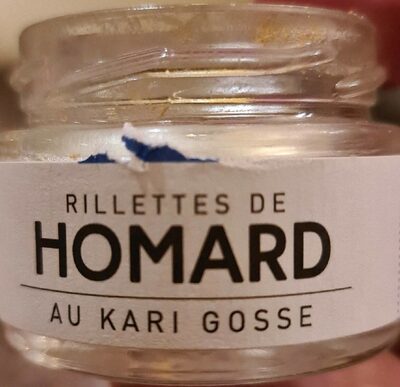 RILLETTES DE
HOMARD
AU KARI GOSSE